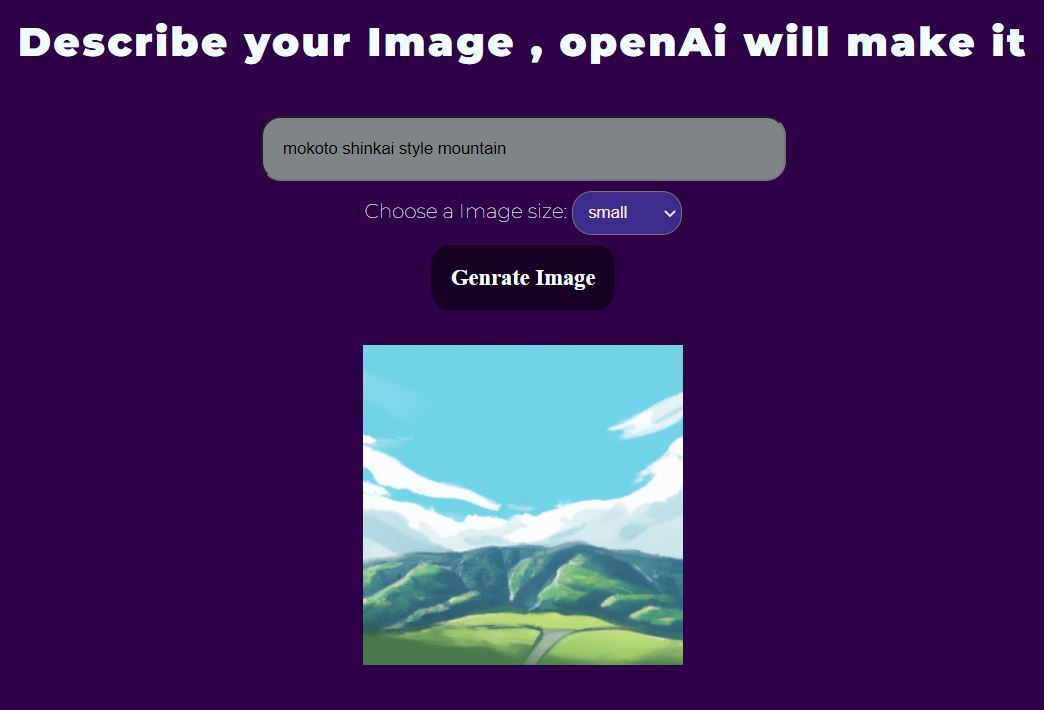 Describe your Image , openAi will make it
mokoto shinkai style mountain
Choose a Image size: small
Genrate Image